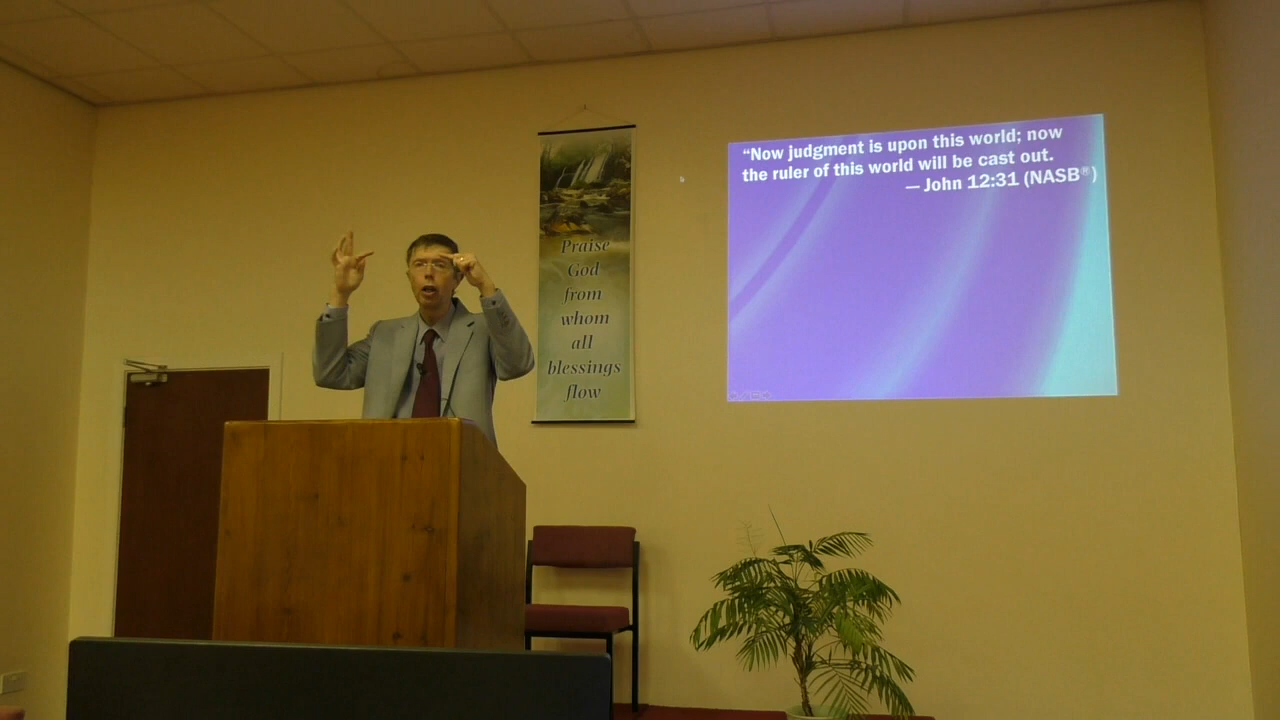 Praise
God
from
whom
all
blessings
flow
“Now judgment is upon this world; now
the ruler of this world will be cast out.
— John 12:31 (NASB®)